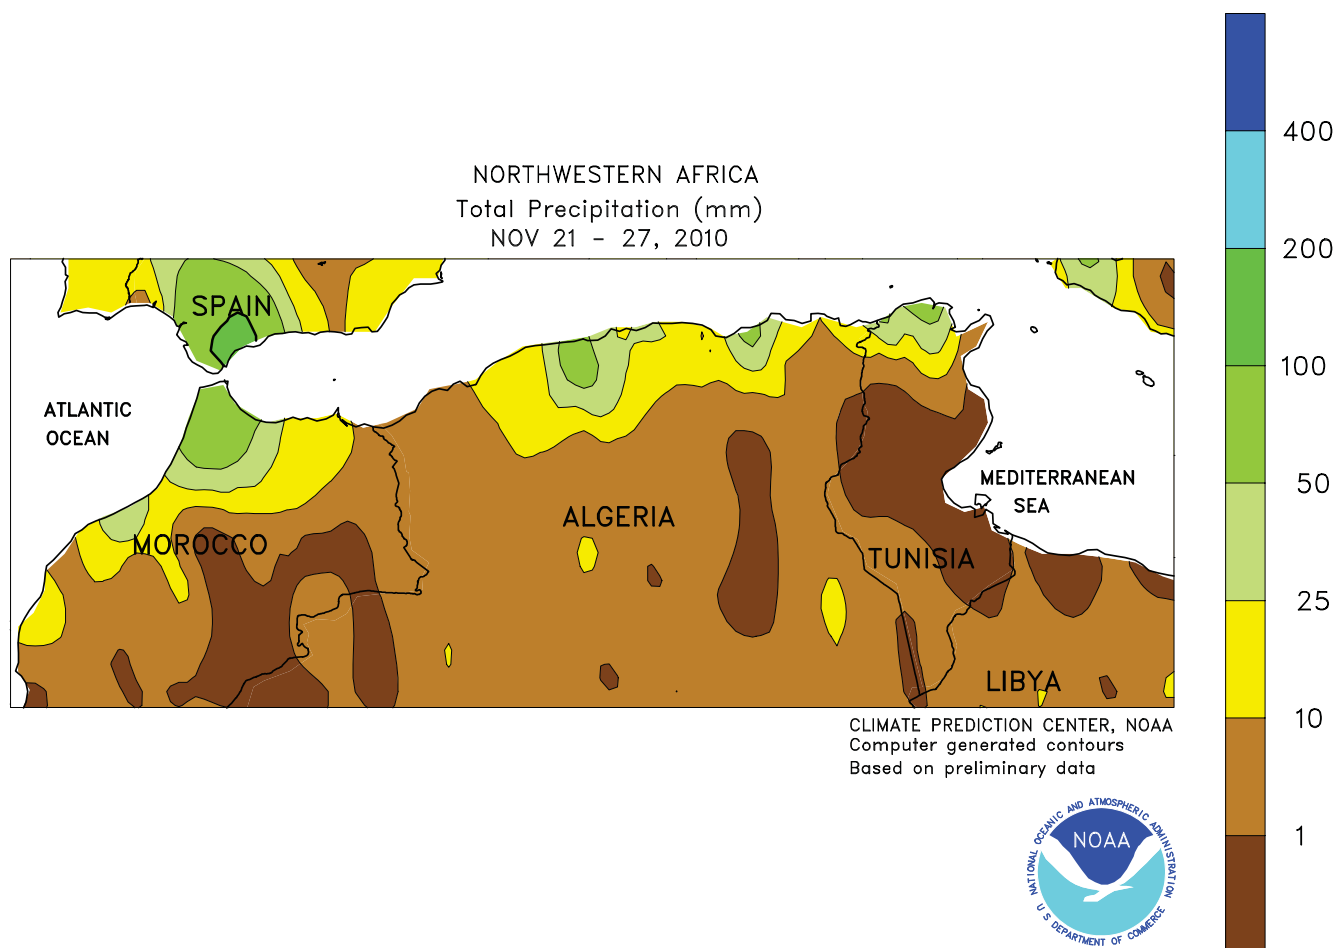 NORTHWESTERN AFRICA
Total Precipitation (mm)
NOV 21 - 27, 2010
400
200
100
50
25
10
1
SPAIN
ATLANTIC
OCEAN
MEDITERRANEAN
SEA
ALGERIA
MOROCCO
TUNISIA
LIBYA
CLIMATE PREDICTION CENTER, NOAA
Computer generated contours
Based on preliminary data
NATIONAL OCEANIC AND ATMOSPHERIC ADMINISTRATION
NOAA
U S DEPARTMENT OF COMMERCE